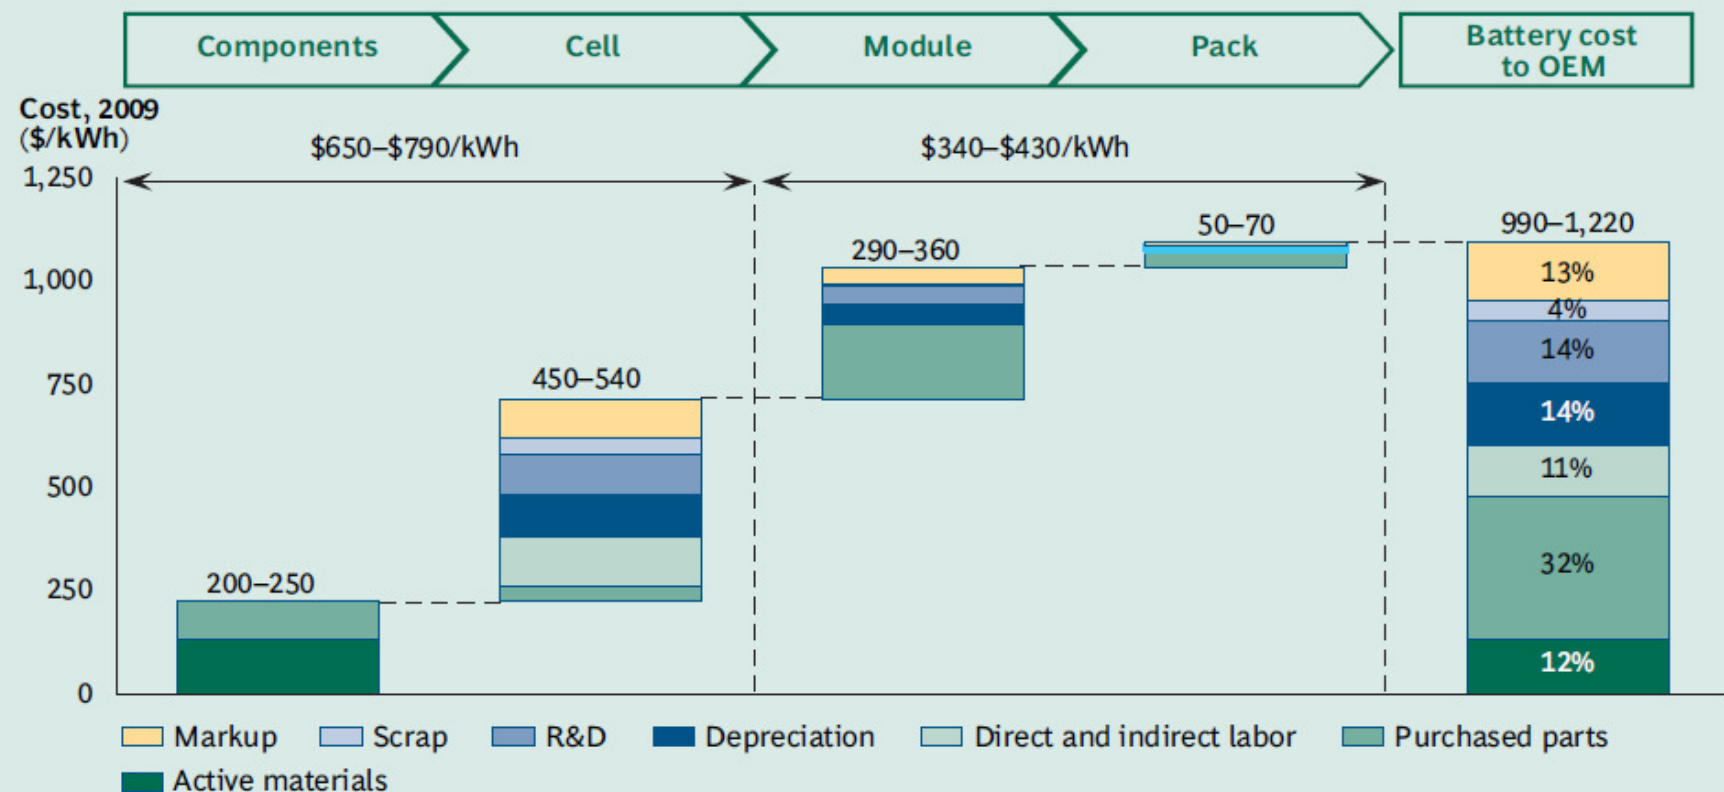 Components
Cell
Module
Pack
Battery cost
to OEM
Cost, 2009
($/kWh)
$650–$790/kWh
$340–$430/kWh
1,250
1,000
750
500
250
0
200–250
450–540
290–360
50–70
990–1,220
13%
4%
14%
14%
11%
32%
12%
Markup
Scrap
R&D
Depreciation
Direct and indirect labor
Purchased parts
Active materials